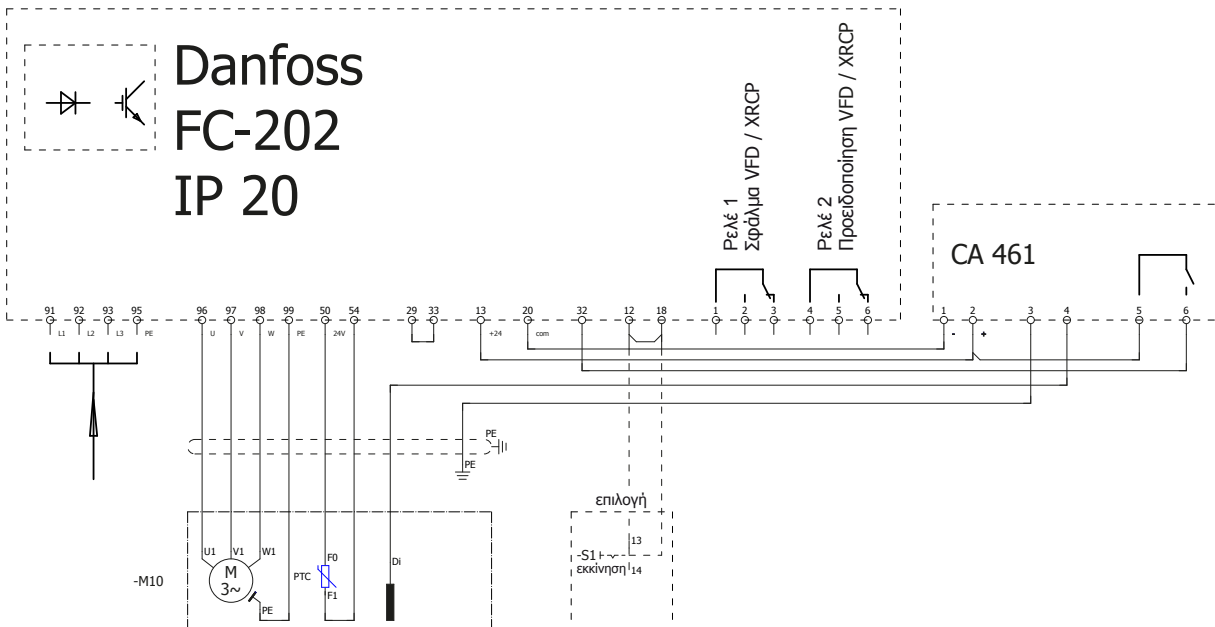 Danfoss
FC-202
IP 20
Ρελέ 1
Σφάλμα VFD / XRCP
Ρελέ 2
Προειδοποίηση VFD / XRCP
CA 461
91 92 93 95 96 97 98 99 50 54 29 33 13 20 32 12 18 1 2 3 4 5 6 1 2 3 4 5 6
L1 L2 L3 PE U V W PE 24V +24 com - +
PE
PE
επιλογή
13
-S1
εκκίνηση 14
U1 V1 W1 F0 Di
-M10
M
3~
PTC
F1
PE